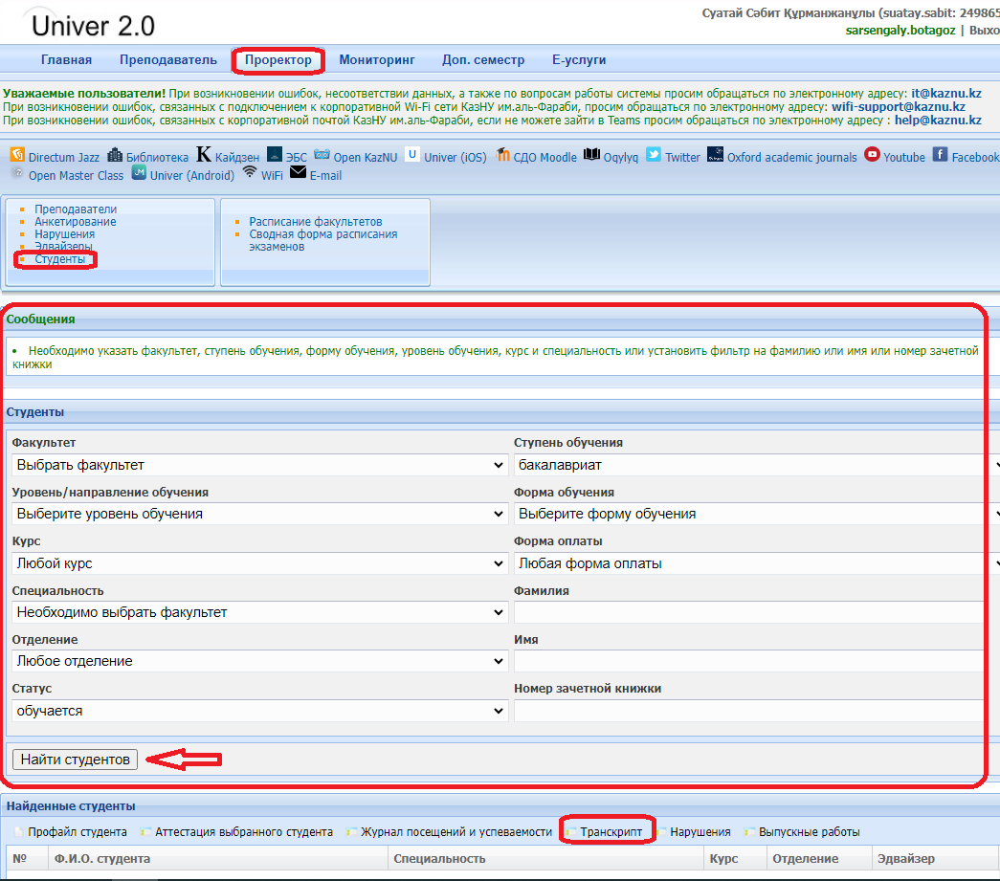 Univer 2.0
Суатай Сәбит Құрманжанұлы (suatay.sabit: 249865
sarsengaly.botagoz | Выхо
Главная Преподаватель Проректор Мониторинг Доп. семестр Е-услуги
Уважаемые пользователи! При возникновении ошибок, несоответствии данных, а также по вопросам работы системы просим обращаться по электронному адресу: it@kaznu.kz
При возникновении ошибок, связанных с подключением к корпоративной Wi-Fi сети КазНУ им.аль-Фараби, просим обращаться по электронному адресу: wifi-support@kaznu.kz
При возникновении ошибок, связанных с корпоративной почтой КазНУ им.аль-Фараби, если не можете зайти в Teams просим обращаться по электронному адресу : help@kaznu.kz
Directum Jazz Библиотека Кайдзен ЭБС Open KazNU Univer (iOS) СДО Moodle Oqylyq Twitter Oxford academic journals Youtube Facebook
Open Master Class Univer (Android) WiFi E-mail
Преподаватели
Анкетирование
Нарушения
Эдвайзеры
Студенты
Расписание факультетов
Сводная форма расписания
экзаменов
Сообщения
Необходимо указать факультет, ступень обучения, форму обучения, уровень обучения, курс и специальность или установить фильтр на фамилию или имя или номер зачетной
книжки
Студенты
Факультет Ступень обучения
Выбрать факультет бакалавриат
Уровень/направление обучения Форма обучения
Выберите уровень обучения Выберите форму обучения
Курс Форма оплаты
Любой курс Любая форма оплаты
Специальность Фамилия
Необходимо выбрать факультет
Отделение Имя
Любое отделение
Статус Номер зачетной книжки
обучается
Найти студентов
Найденные студенты
Профайл студента Аттестация выбранного студента Журнал посещений и успеваемости Транскрипт Нарушения Выпускные работы
№ Ф.И.О. студента Специальность Курс Отделение Эдвайзер